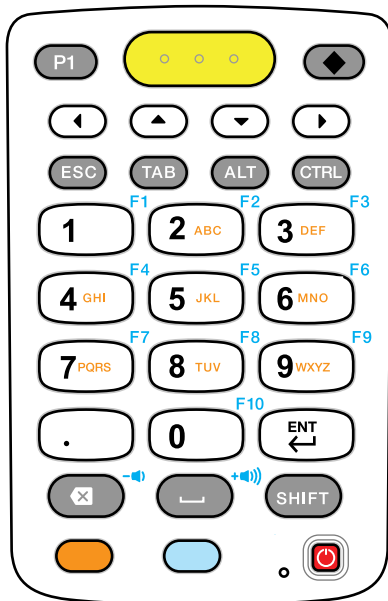 P1
ESC TAB ALT CTRL
F1 F2 F3
1 2 ABC 3 DEF
F4 F5 F6
4 GHI 5 JKL 6 MNO
F7 F8 F9
7 PQRS 8 TUV 9 WXYZ
F10
. 0 ENT
- +
SHIFT